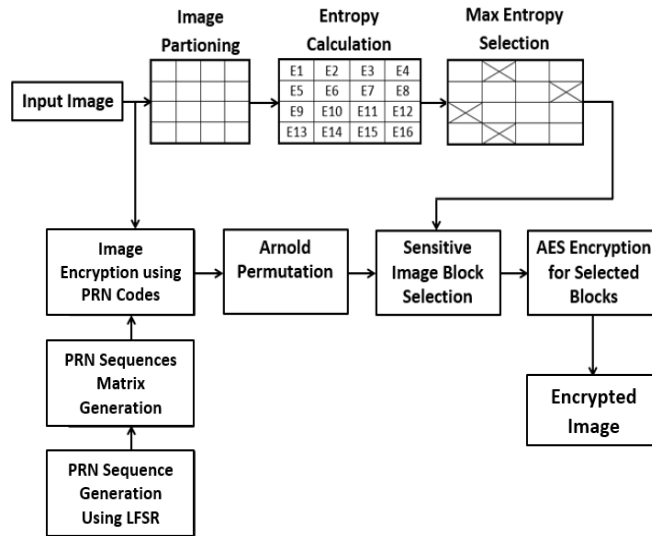 Image
Partioning
Entropy
Calculation
Max Entropy
Selection
Input Image
E1 E2 E3 E4
E5 E6 E7 E8
E9 E10 E11 E12
E13 E14 E15 E16
Image
Encryption using
PRN Codes
Arnold
Permutation
Sensitive
Image Block
Selection
AES Encryption
for Selected
Blocks
PRN Sequences
Matrix
Generation
Encrypted
Image
PRN Sequence
Generation
Using LFSR